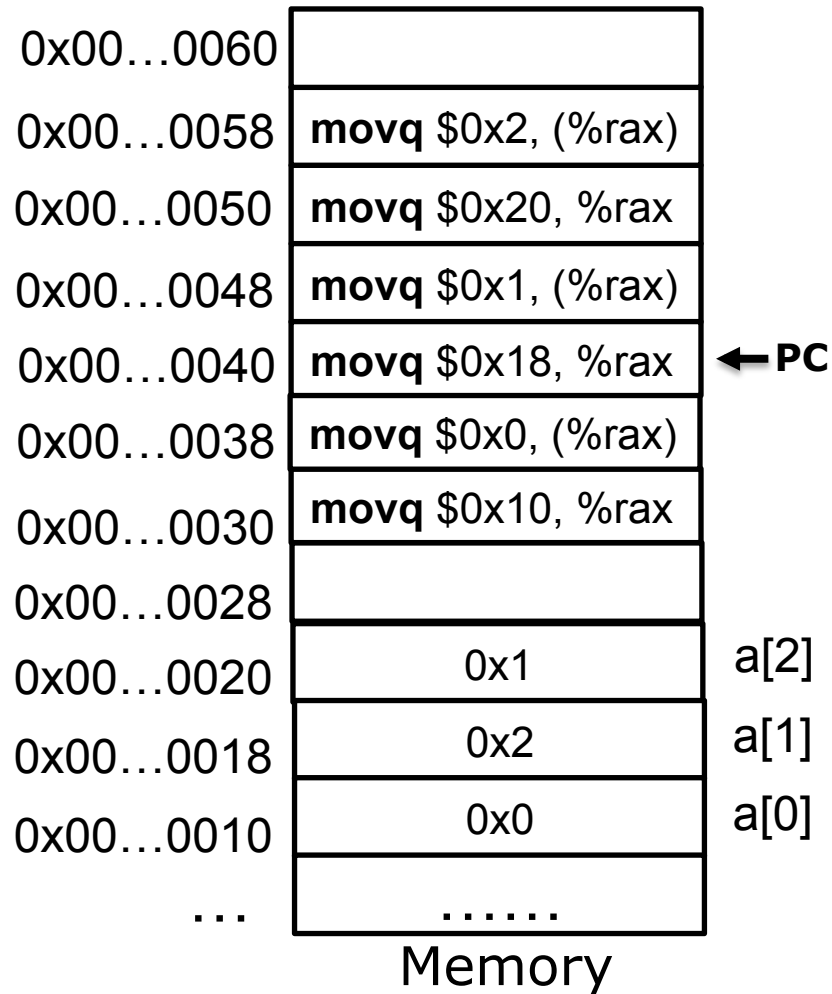 0x00…0060
0x00…0058 movq $0x2, (%rax)
0x00…0050 movq $0x20, %rax
0x00…0048 movq $0x1, (%rax)
0x00…0040 movq $0x18, %rax PC
0x00…0038 movq $0x0, (%rax)
0x00…0030 movq $0x10, %rax
0x00…0028
0x00…0020 0x1 a[2]
0x00…0018 0x2 a[1]
0x00…0010 0x0 a[0]
… ……
Memory